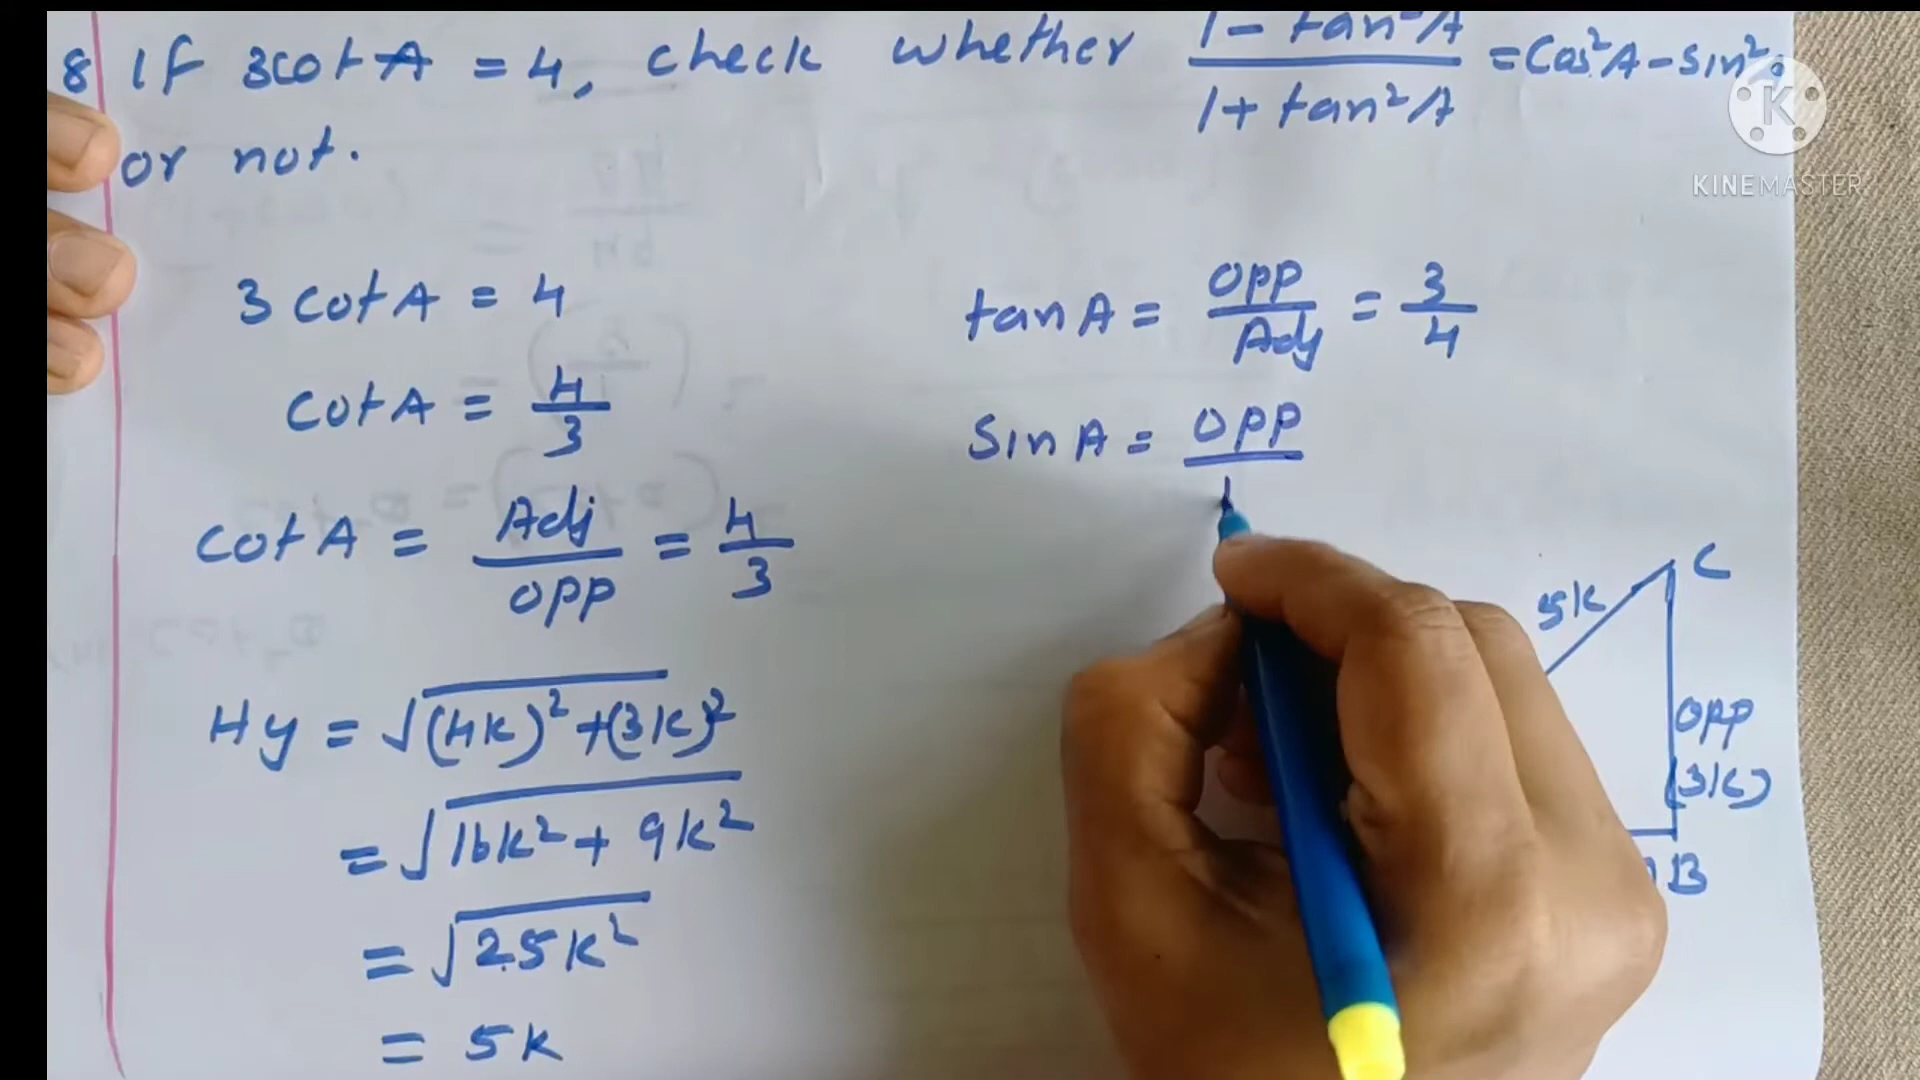 8 If 3cot A = 4, check whether 1 - tan²A / 1 + tan²A = Cos²A - sin²
or not.
3 cot A = 4
cot A = 4/3
cot A = Adj/opp = 4/3
Hy = √(4k)² + (3k)²
= √16k² + 9k²
= √25k²
= 5k
tan A = opp/Adj = 3/4
Sin A = opp
C
5k
opp
(3k)
B
K
KINEMASTER